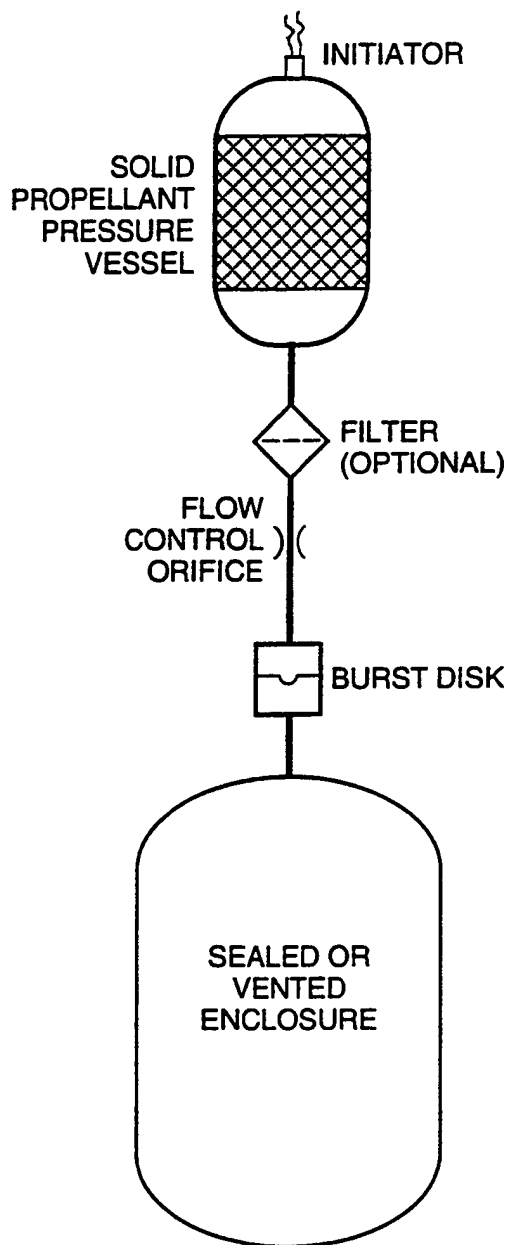 INITIATOR
SOLID
PROPELLANT
PRESSURE
VESSEL
FILTER
(OPTIONAL)
FLOW
CONTROL
ORIFICE
BURST DISK
SEALED OR
VENTED
ENCLOSURE